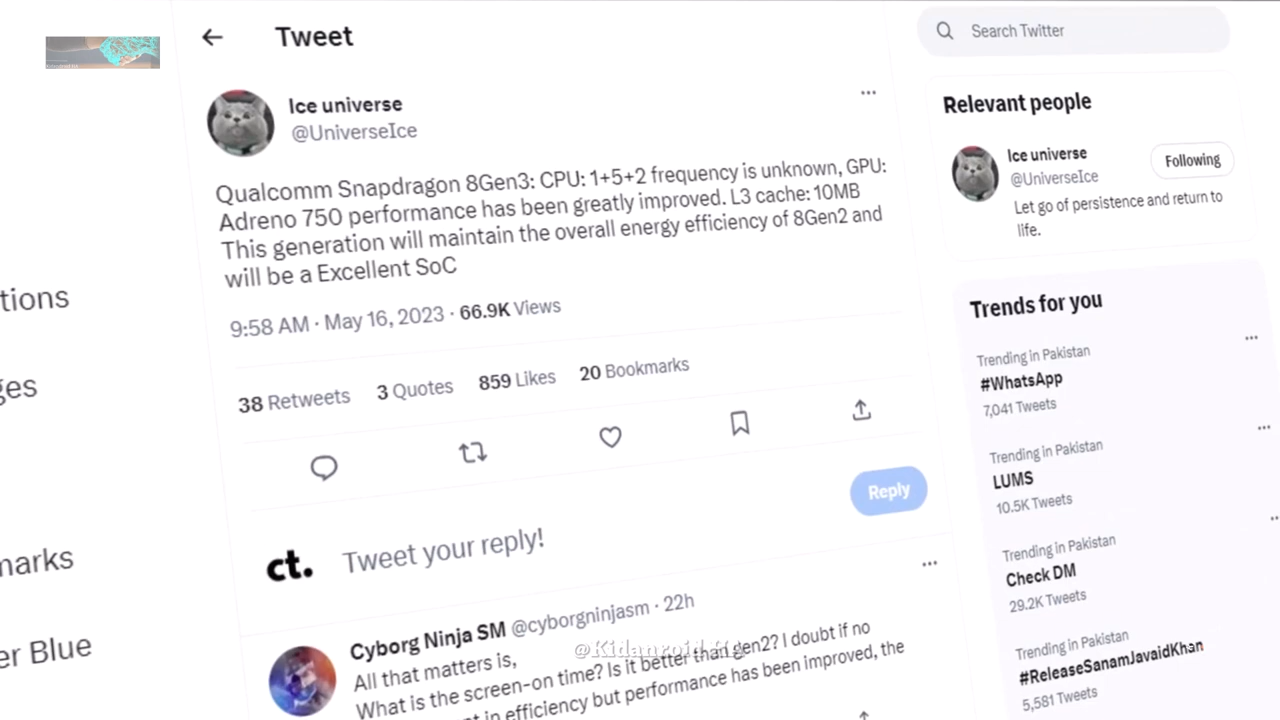 Tweet
Ice universe
@UniverseIce
Qualcomm Snapdragon 8Gen3: CPU: 1+5+2 frequency is unknown, GPU:
Adreno 750 performance has been greatly improved. L3 cache: 10MB
This generation will maintain the overall energy efficiency of 8Gen2 and
will be a Excellent SoC
9:58 AM · May 16, 2023 · 66.9K Views
38 Retweets 3 Quotes 859 Likes 20 Bookmarks
Reply
ct. Tweet your reply!
Cyborg Ninja SM @cyborgninjasm · 22h
All that matters is,
What is the screen-on time? Is it better than gen2?? I doubt if no
in efficiency but performance has been improved, the
Search Twitter
Relevant people
Ice universe
@UniverseIce
Following
Let go of persistence and return to
life.
Trends for you
Trending in Pakistan
#WhatsApp
7,041 Tweets
Trending in Pakistan
LUMS
10.5K Tweets
Trending in Pakistan
Check DM
29.2K Tweets
Trending in Pakistan
#ReleaseSanamJavaidKhan
5,581 Tweets
tions
ges
marks
er Blue